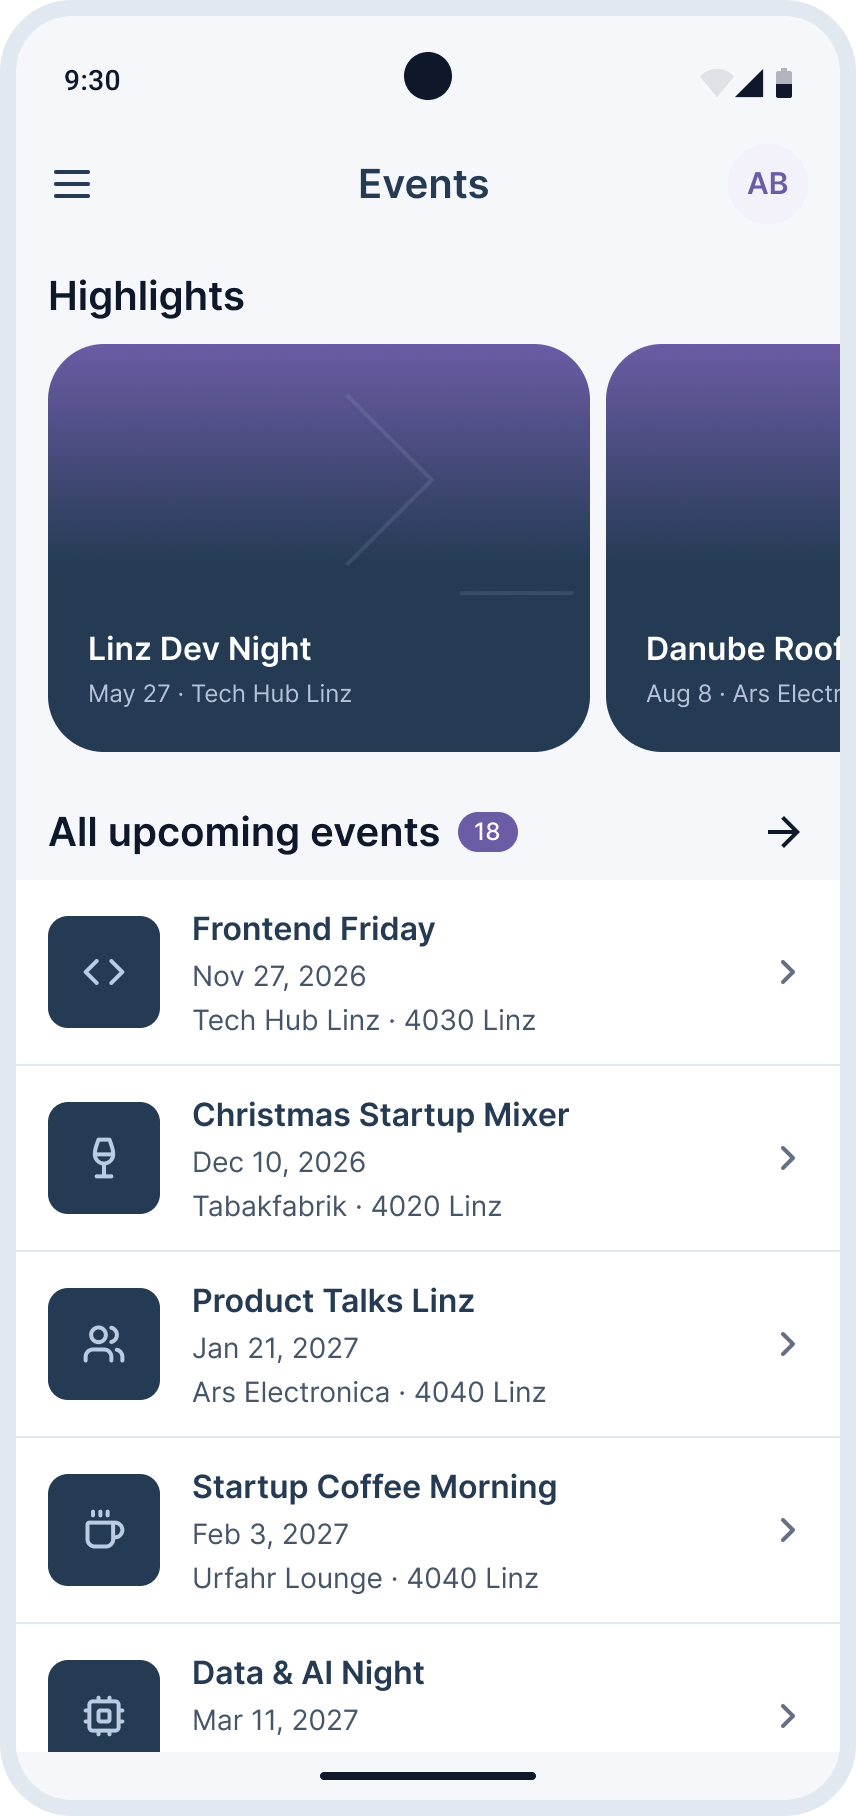 9:30
Events
AB
Highlights
Linz Dev Night
May 27 · Tech Hub Linz
Danube Roof
Aug 8 · Ars Electr
All upcoming events 18
Frontend Friday
Nov 27, 2026
Tech Hub Linz · 4030 Linz
Christmas Startup Mixer
Dec 10, 2026
Tabakfabrik · 4020 Linz
Product Talks Linz
Jan 21, 2027
Ars Electronica · 4040 Linz
Startup Coffee Morning
Feb 3, 2027
Urfahr Lounge · 4040 Linz
Data & AI Night
Mar 11, 2027